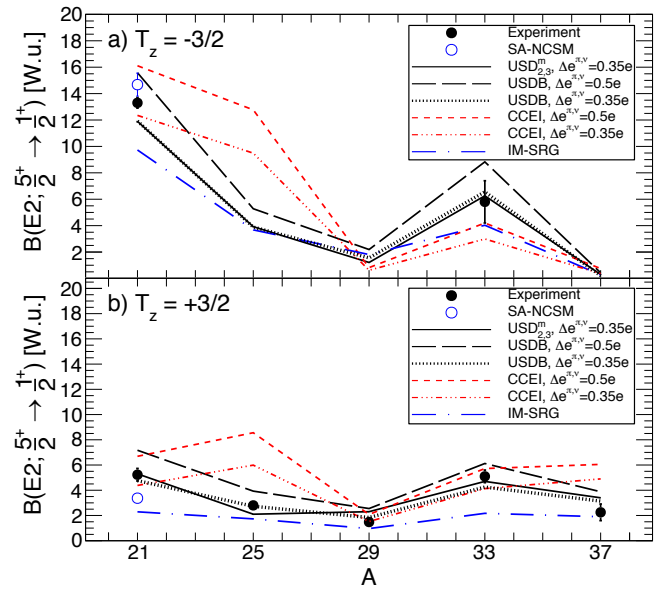 20
18
16
14
12
10
8
6
4
2
a) T_z = -3/2
B(E2; 5/2⁺ → 1/2⁺) [W.u.]
Experiment
SA-NCSM
USD^m_{2,3}, Δe^{π,ν}=0.35e
USDB, Δe^{π,ν}=0.5e
USDB, Δe^{π,ν}=0.35e
CCEI, Δe^{π,ν}=0.5e
CCEI, Δe^{π,ν}=0.35e
IM-SRG
20
18
16
14
12
10
8
6
4
2
0
b) T_z = +3/2
B(E2; 5/2⁺ → 1/2⁺) [W.u.]
Experiment
SA-NCSM
USD^m_{2,3}, Δe^{π,ν}=0.35e
USDB, Δe^{π,ν}=0.5e
USDB, Δe^{π,ν}=0.35e
CCEI, Δe^{π,ν}=0.5e
CCEI, Δe^{π,ν}=0.35e
IM-SRG
21 25 29 33 37
A